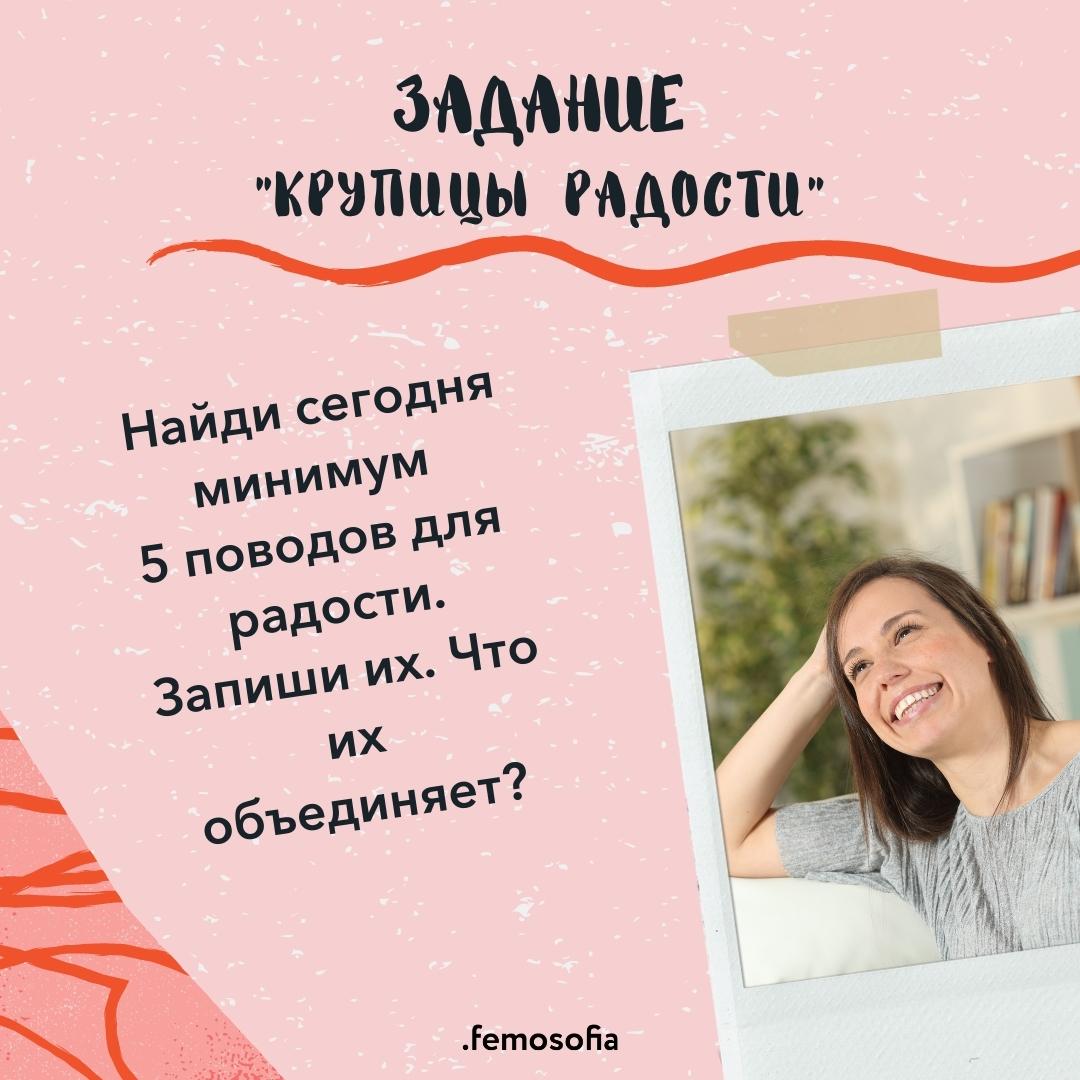 ЗАДАНИЕ
"КРУПИЦЫ РАДОСТИ"
Найди сегодня
минимум
5 поводов для
радости.
Запиши их. Что
их
объединяет?
.femosofia